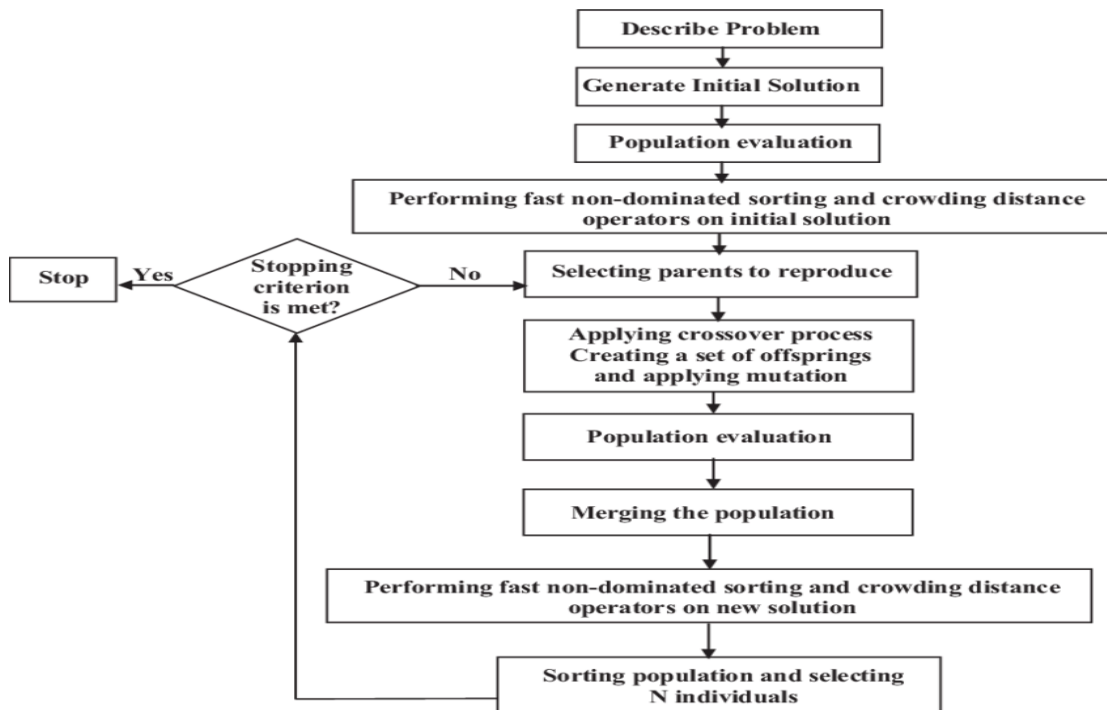 Describe Problem
Generate Initial Solution
Population evaluation
Performing fast non-dominated sorting and crowding distance
operators on initial solution
Stop
Yes
Stopping
criterion
is met?
No
Selecting parents to reproduce
Applying crossover process
Creating a set of offsprings
and applying mutation
Population evaluation
Merging the population
Performing fast non-dominated sorting and crowding distance
operators on new solution
Sorting population and selecting
N individuals